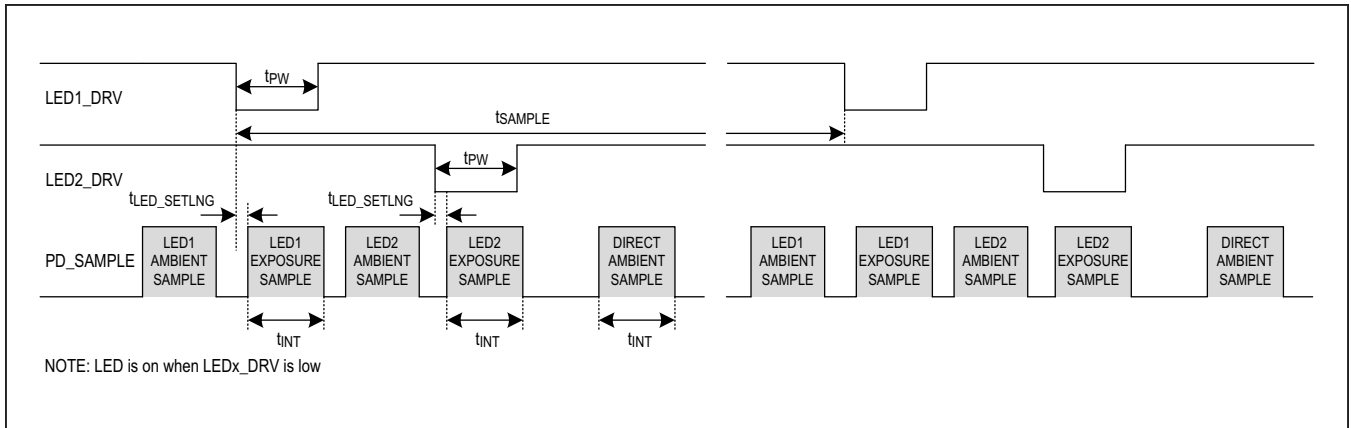 LED1_DRV
tPW
tSAMPLE
LED2_DRV
tPW
tLED_SETLNG
tLED_SETLNG
PD_SAMPLE
LED1
AMBIENT
SAMPLE
LED1
EXPOSURE
SAMPLE
LED2
AMBIENT
SAMPLE
LED2
EXPOSURE
SAMPLE
DIRECT
AMBIENT
SAMPLE
LED1
AMBIENT
SAMPLE
LED1
EXPOSURE
SAMPLE
LED2
AMBIENT
SAMPLE
LED2
EXPOSURE
SAMPLE
DIRECT
AMBIENT
SAMPLE
tINT
tINT
tINT
NOTE: LED is on when LEDx_DRV is low